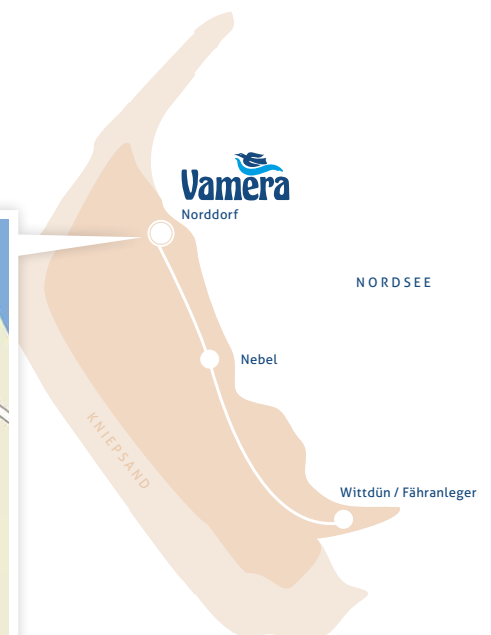 Vamera
Norddorf
NORDSEE
Nebel
KNIEPSAND
Wittdün / Fähranleger